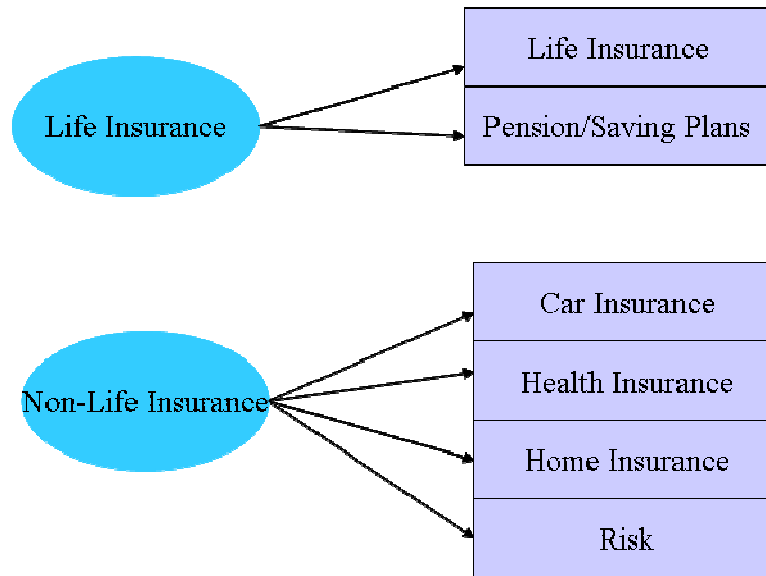 Life Insurance
Life Insurance
Pension/Saving Plans
Non-Life Insurance
Car Insurance
Health Insurance
Home Insurance
Risk